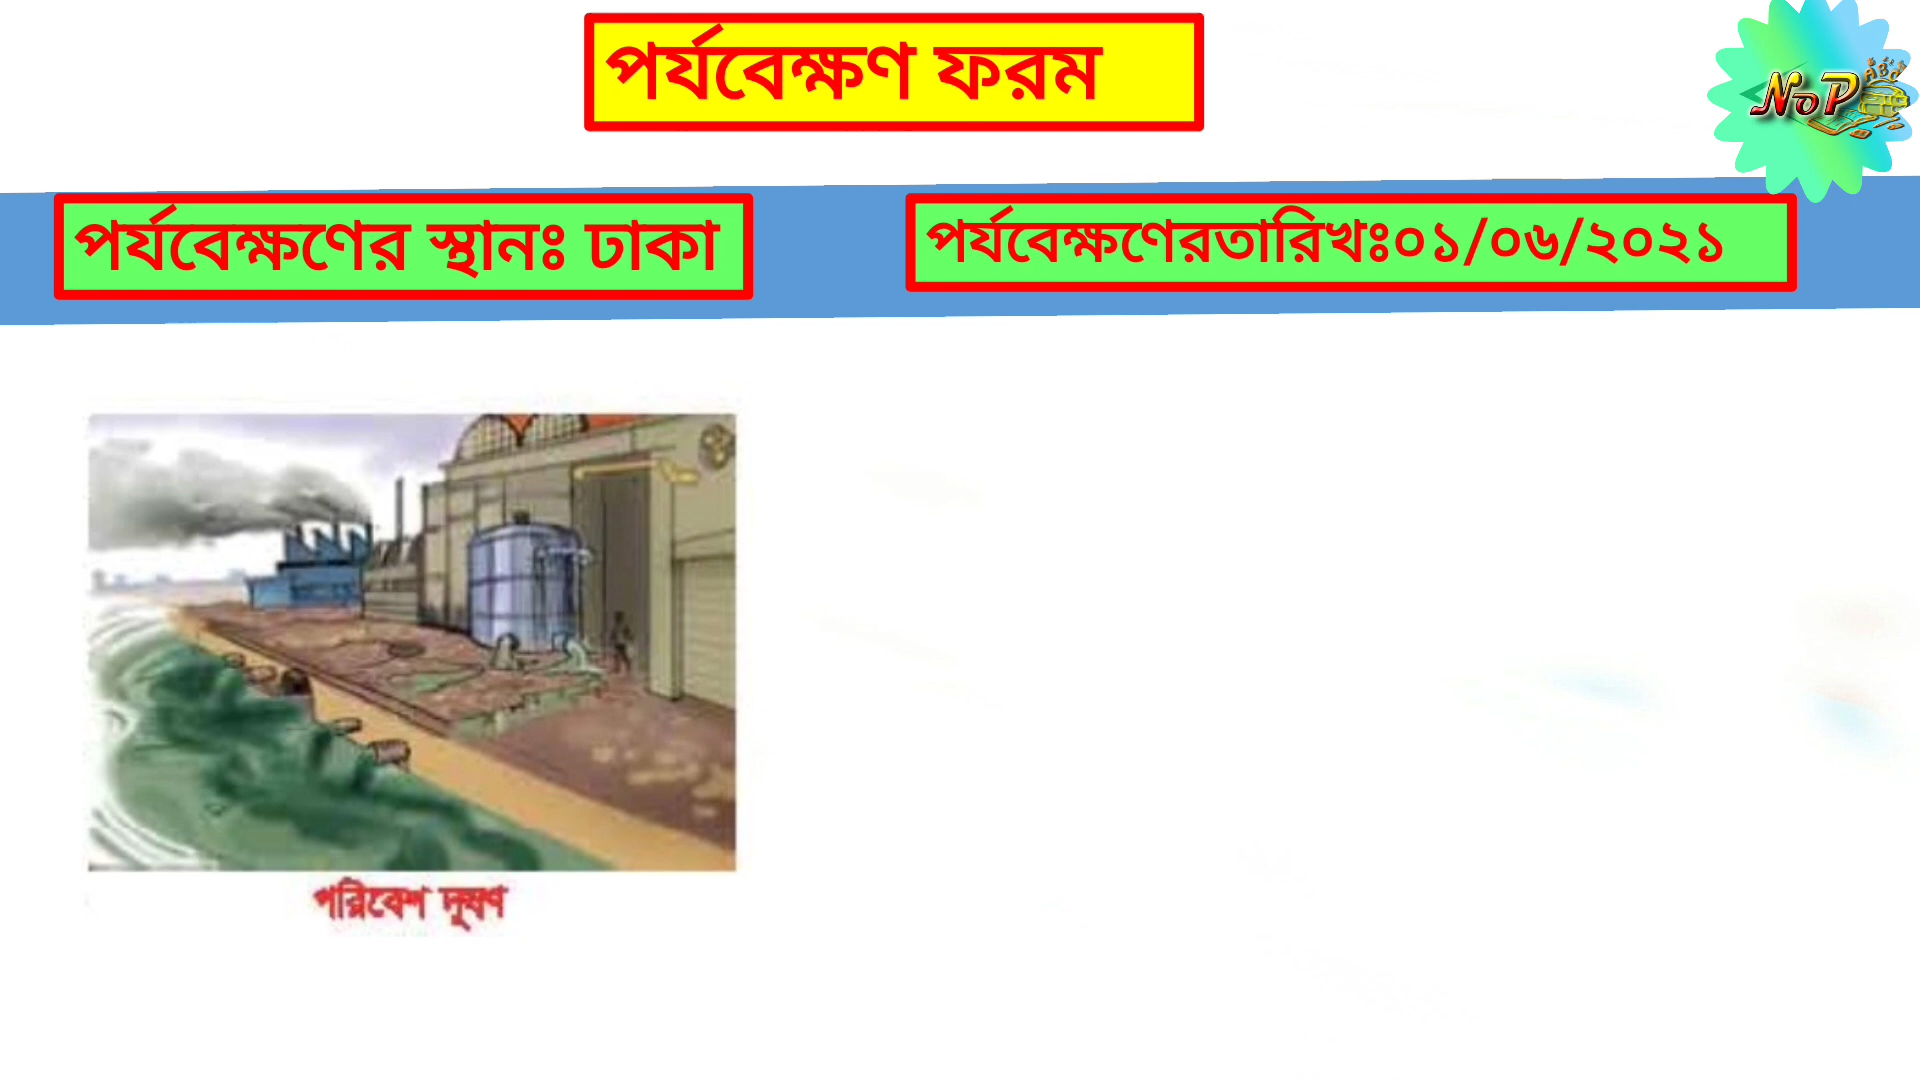 পর্যবেক্ষণ ফরম
NoP
পর্যবেক্ষণের স্থানঃ ঢাকা
পর্যবেক্ষণেরতারিখঃ০১/০৬/২০২১
পরিবেশ দূষণ